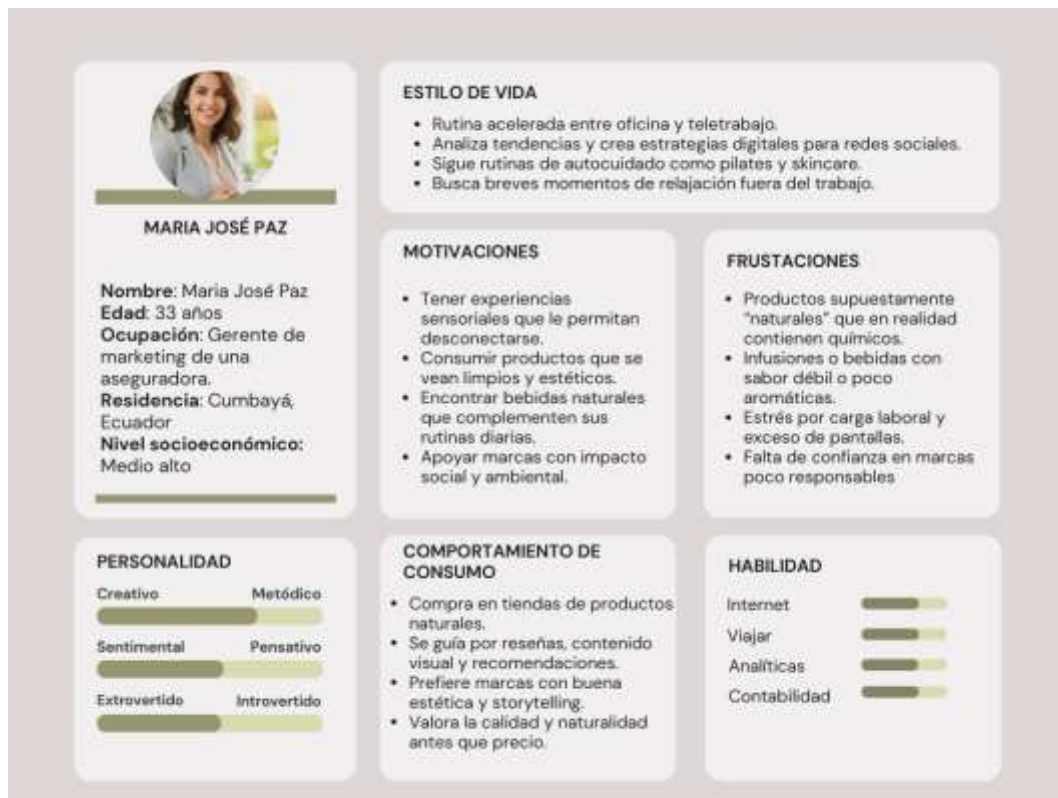 MARIA JOSÉ PAZ
Nombre: Maria José Paz
Edad: 33 años
Ocupación: Gerente de
marketing de una
aseguradora.
Residencia: Cumbayá,
Ecuador
Nivel socioeconómico:
Medio alto
ESTILO DE VIDA
• Rutina acelerada entre oficina y teletrabajo.
• Analiza tendencias y crea estrategias digitales para redes sociales.
• Sigue rutinas de autocuidado como pilates y skincare.
• Busca breves momentos de relajación fuera del trabajo.
MOTIVACIONES
• Tener experiencias
sensoriales que le permitan
desconectarse.
• Consumir productos que se
vean limpios y estéticos.
• Encontrar bebidas naturales
que complementen sus
rutinas diarias.
• Apoyar marcas con impacto
social y ambiental.
FRUSTACIONES
• Productos supuestamente
“naturales” que en realidad
contienen químicos.
• Infusiones o bebidas con
sabor débil o poco
aromáticas.
• Estrés por carga laboral y
exceso de pantallas.
• Falta de confianza en marcas
poco responsables
PERSONALIDAD
Creativo Metódico
Sentimental Pensativo
Extrovertido Introvertido
COMPORTAMIENTO DE
CONSUMO
• Compra en tiendas de productos
naturales.
• Se guía por reseñas, contenido
visual y recomendaciones.
• Prefiere marcas con buena
estética y storytelling.
• Valora la calidad y naturalidad
antes que precio.
HABILIDAD
Internet
Viajar
Analíticas
Contabilidad